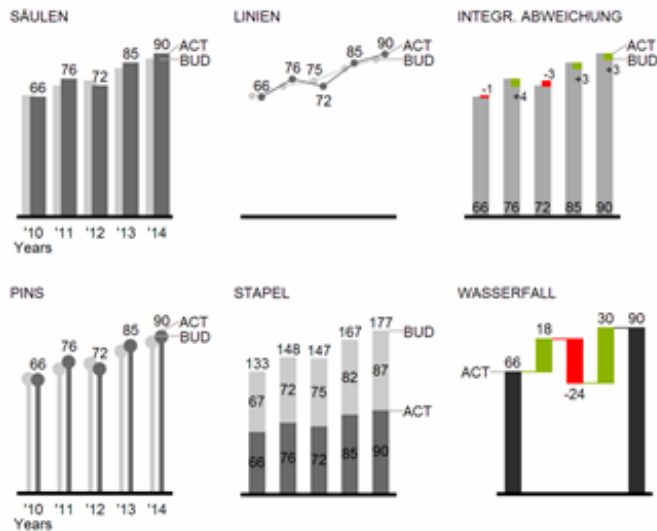 SÄULEN
90
ACT
85
BUD
76
72
66
'10 '11 '12 '13 '14
Years
LINIEN
90
85
76
75
66
72
INTEGR. ABWEICHUNG
ACT
BUD
-1
-3
+3
+3
+4
66 76 72 85 90
PINS
90
ACT
85
BUD
76
72
66
'10 '11 '12 '13 '14
Years
STAPEL
177
167
BUD
148 147
133
82 87
72 75
67
ACT
66 76 72 85 90
WASSERFALL
30 90
18
66
ACT
-24